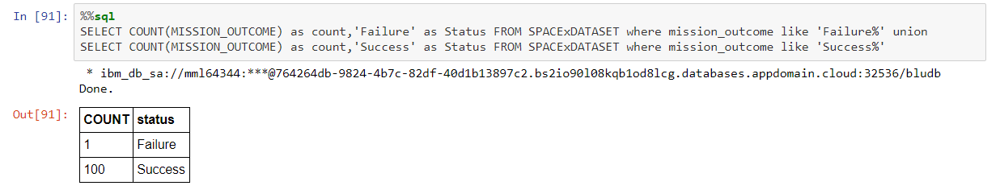 In [91]: %%sql
SELECT COUNT(MISSION_OUTCOME) as count,'Failure' as Status FROM SPACExDATASET where mission_outcome like 'Failure%' union
SELECT COUNT(MISSION_OUTCOME) as count,'Success' as Status FROM SPACExDATASET where mission_outcome like 'Success%'
* ibm_db_sa://mml64344:***@764264db-9824-4b7c-82df-40d1b13897c2.bs2io90l08kqb1od8lcg.databases.appdomain.cloud:32536/bludb
Done.
Out[91]: COUNT status
1 Failure
100 Success